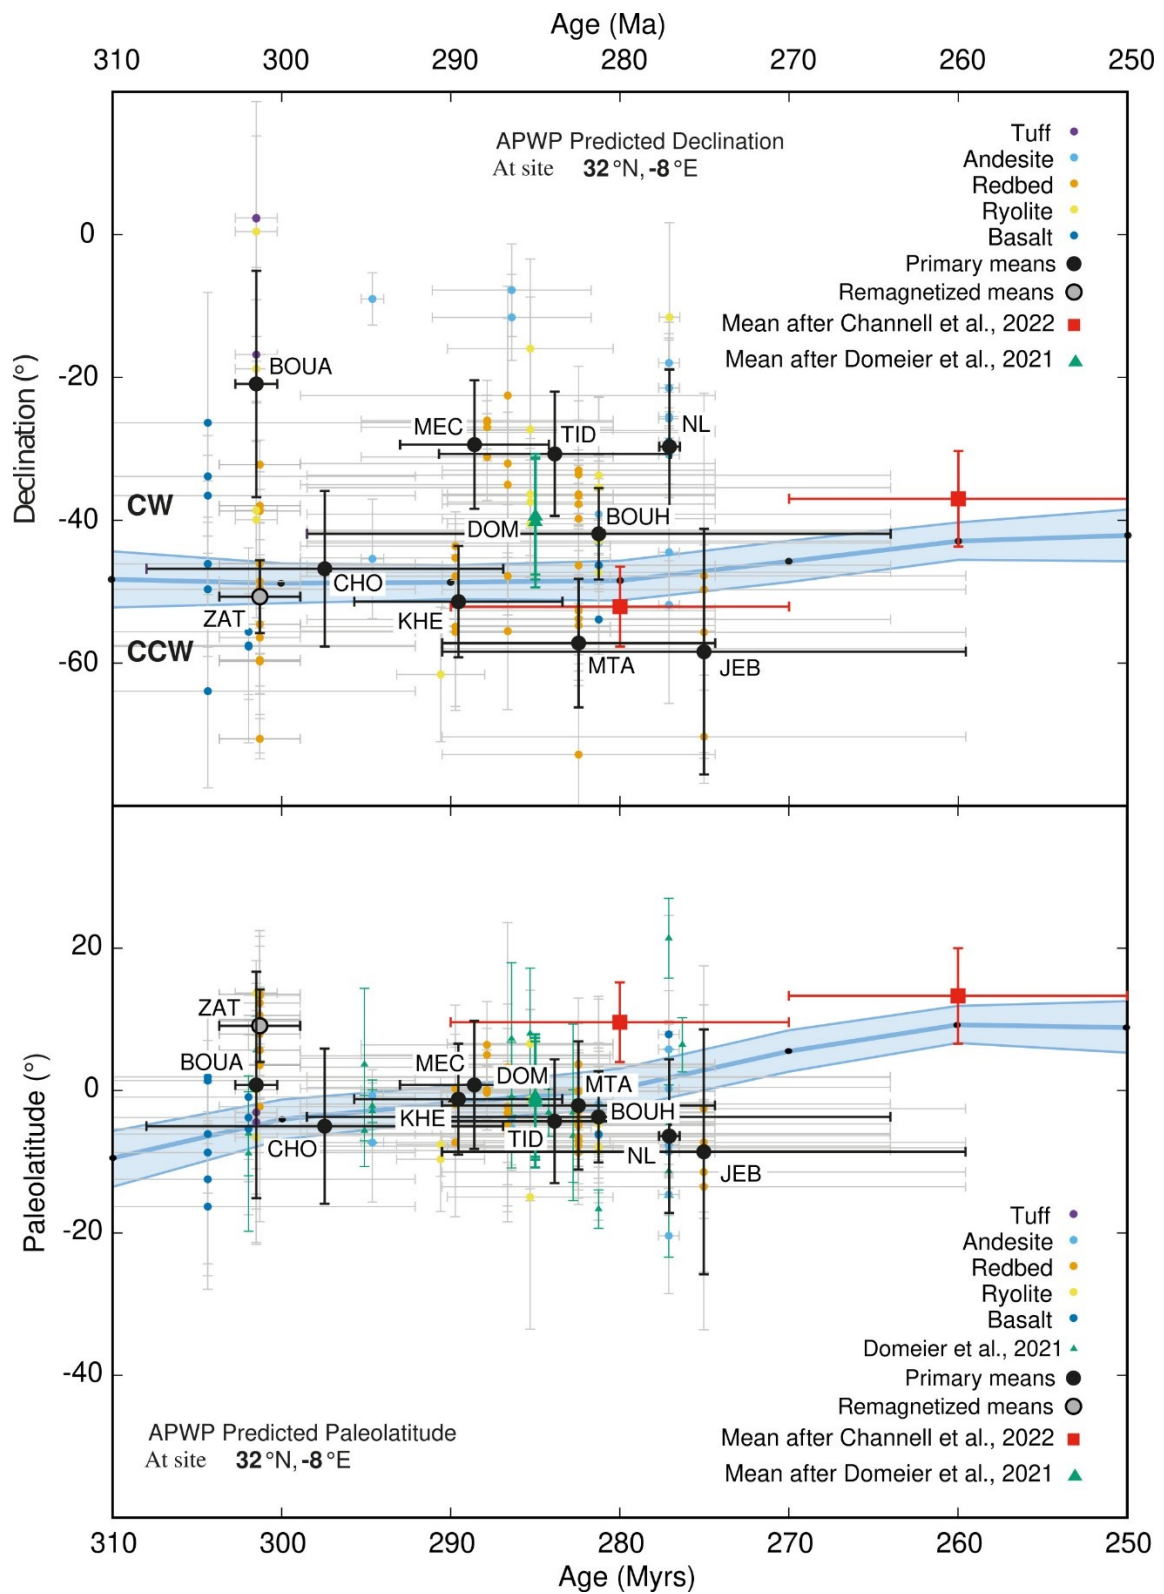 Age (Ma)
310 300 290 280 270 260 250
APWP Predicted Declination
At site 32°N, -8°E
Tuff
Andesite
Redbed
Ryolite
Basalt
Primary means
Remagnetized means
Mean after Channell et al., 2022
Mean after Domeier et al., 2021
Declination (°)
0
-20
-40
-60
BOUA
MEC
TID
NL
CW
DOM
BOUH
CHO
ZAT
KHE
CCW
MTA
JEB
Paleolatitude (°)
20
0
-20
-40
ZAT
BOUA
MEC
DOM
MTA
KHE
BOUH
CHO
TID
NL
JEB
Tuff
Andesite
Redbed
Ryolite
Basalt
Domeier et al., 2021
Primary means
Remagnetized means
Mean after Channell et al., 2022
Mean after Domeier et al., 2021
APWP Predicted Paleolatitude
At site 32°N, -8°E
310 300 290 280 270 260 250
Age (Myrs)